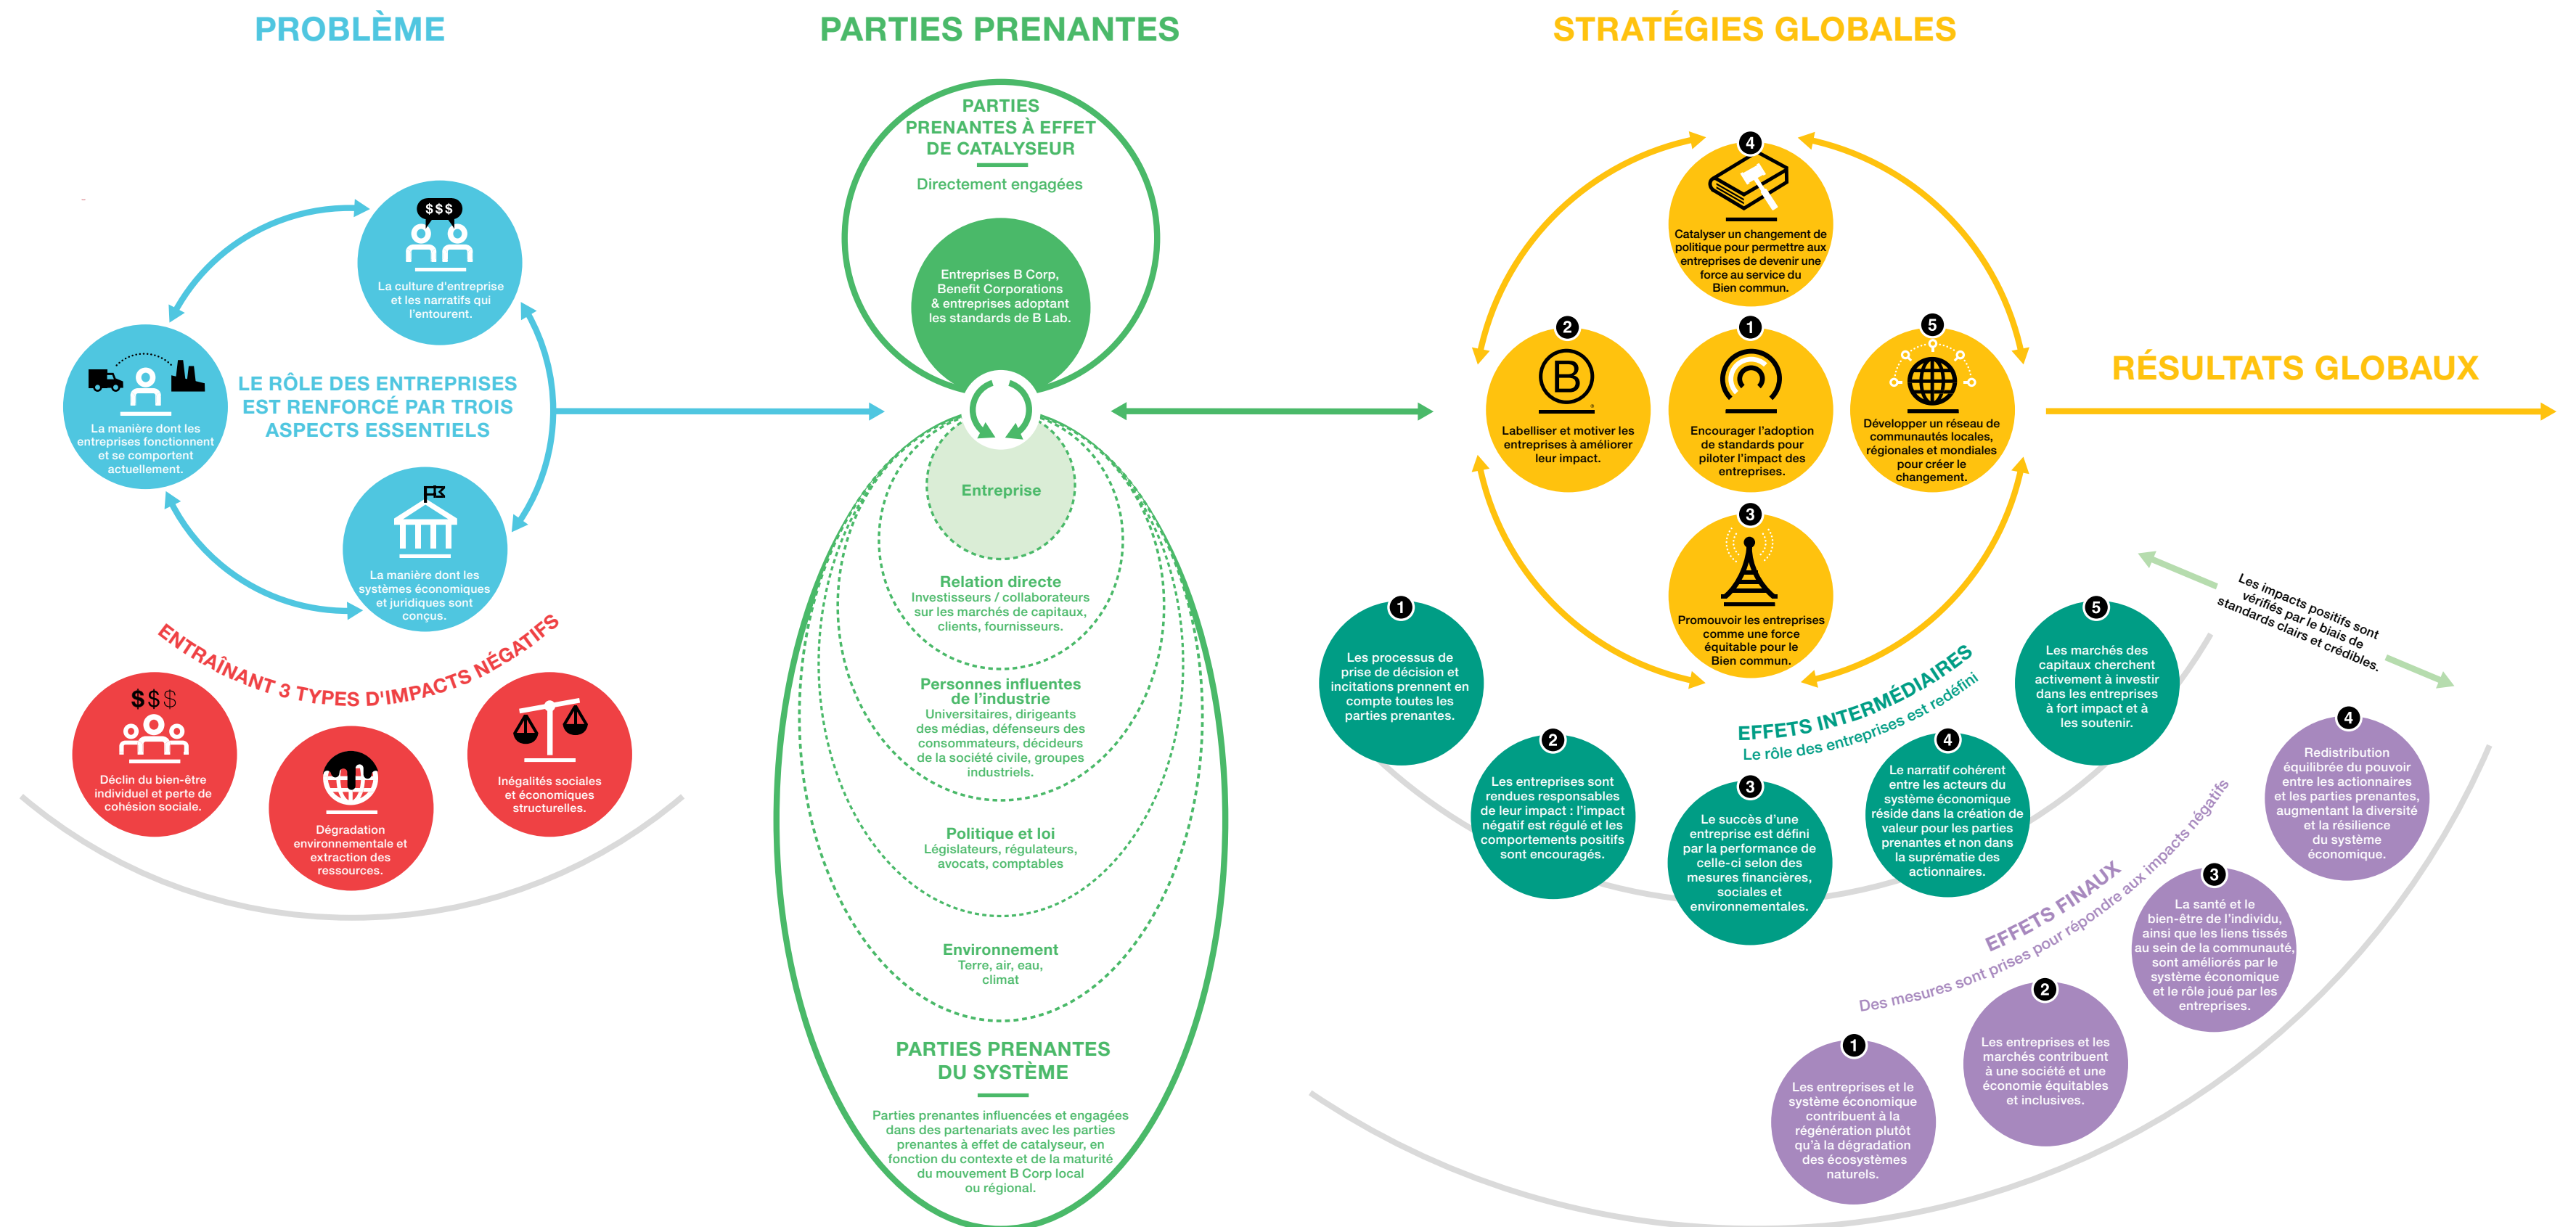 PROBLÈME
$$$
La culture d'entreprise
et les narratifs qui
l'entourent.
La manière dont les
entreprises fonctionnent
et se comportent
actuellement.
LE RÔLE DES ENTREPRISES
EST RENFORCÉ PAR TROIS
ASPECTS ESSENTIELS
La manière dont les
systèmes économiques
et juridiques sont
conçus.
ENTRAÎNANT 3 TYPES D'IMPACTS NÉGATIFS
$$$
Déclin du bien-être
individuel et perte de
cohésion sociale.
Dégradation
environnementale et
extraction des
ressources.
Inégalités sociales
et économiques
structurelles.
PARTIES PRENANTES
PARTIES
PRENANTES À EFFET
DE CATALYSEUR
Directement engagées
Entreprises B Corp,
Benefit Corporations
& entreprises adoptant
les standards de B Lab.
Entreprise
Relation directe
Investisseurs / collaborateurs
sur les marchés de capitaux,
clients, fournisseurs.
Personnes influentes
de l'industrie
Universitaires, dirigeants
des médias, défenseurs des
consommateurs, décideurs
de la société civile, groupes
industriels.
Politique et loi
Législateurs, régulateurs,
avocats, comptables
Environnement
Terre, air, eau,
climat
PARTIES PRENANTES
DU SYSTÈME
Parties prenantes influencées et engagées
dans des partenariats avec les parties
prenantes à effet de catalyseur, en
fonction du contexte et de la maturité
du mouvement B Corp local
ou régional.
STRATÉGIES GLOBALES
4
Catalyser un changement de
politique pour permettre aux
entreprises de devenir une
force au service du
Bien commun.
2
B
®
Labelliser et motiver les
entreprises à améliorer
leur impact.
1
Encourager l'adoption
de standards pour
piloter l'impact des
entreprises.
5
Développer un réseau de
communautés locales,
régionales et mondiales
pour créer le
changement.
3
Promouvoir les entreprises
comme une force
équitable pour le
Bien commun.
RÉSULTATS GLOBAUX
EFFETS INTERMÉDIAIRES
Le rôle des entreprises est redéfini
1
Les processus de
prise de décision et
incitations prennent en
compte toutes les
parties prenantes.
2
Les entreprises sont
rendues responsables
de leur impact : l'impact
négatif est régulé et les
comportements positifs
sont encouragés.
3
Le succès d'une
entreprise est défini
par la performance de
celle-ci selon des
mesures financières,
sociales et
environnementales.
4
Le narratif cohérent
entre les acteurs du
système économique
réside dans la création de
valeur pour les parties
prenantes et non dans
la suprématie des
actionnaires.
5
Les marchés des
capitaux cherchent
activement à investir
dans les entreprises
à fort impact et à
les soutenir.
Les impacts positifs sont
vérifiés par le biais de
standards clairs et crédibles.
EFFETS FINAUX
Des mesures sont prises pour répondre aux impacts négatifs
1
Les entreprises et le
système économique
contribuent à la
régénération plutôt
qu'à la dégradation
des écosystèmes
naturels.
2
Les entreprises et les
marchés contribuent
à une société et une
économie équitables
et inclusives.
3
La santé et le
bien-être de l'individu,
ainsi que les liens tissés
au sein de la communauté,
sont améliorés par le
système économique
et le rôle joué par les
entreprises.
4
Redistribution
équilibrée du pouvoir
entre les actionnaires
et les parties prenantes,
augmentant la diversité
et la résilience
du système
économique.